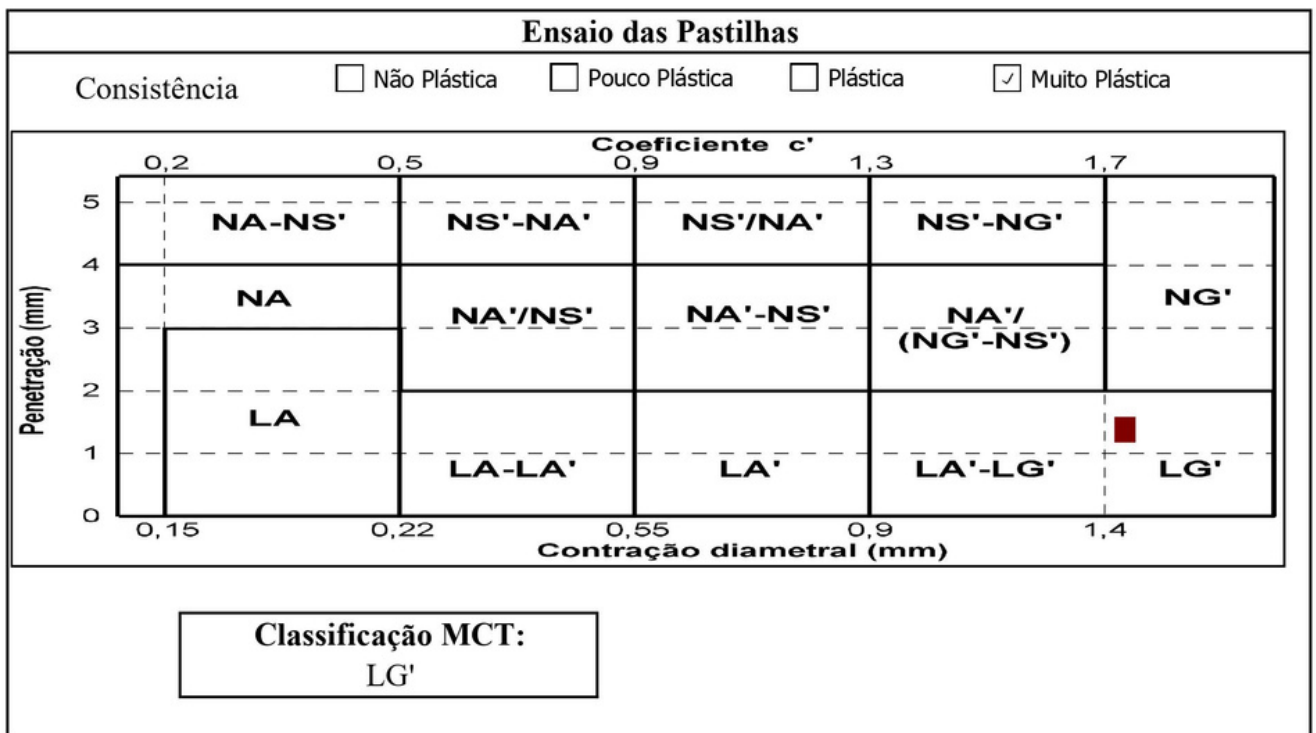 Ensaio das Pastilhas
Consistência Não Plástica Pouco Plástica Plástica ✓ Muito Plástica
Coeficiente c'
0,2 0,5 0,9 1,3 1,7
5
NA-NS' NS'-NA' NS'/NA' NS'-NG'
4
NA NA'/NS' NA'-NS' NA'/
(NG'-NS') NG'
3
Penetração (mm)
2
LA
1
LA-LA' LA' LA'-LG' LG'
0
0,15 0,22 0,55 0,9 1,4
Contração diametral (mm)
Classificação MCT:
LG'